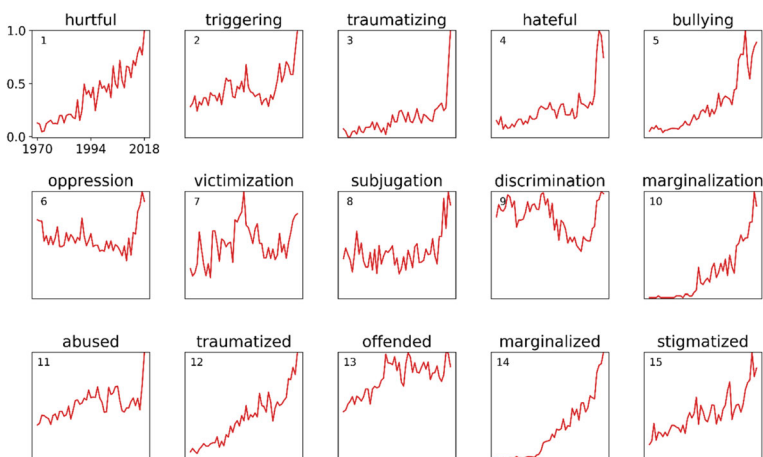 hurtful triggering traumatizing hateful bullying
1.0 1 2 3 4 5
0.5
0.0
1970 1994 2018
oppression victimization subjugation discrimination marginalization
6 7 8 9 10
abused traumatized offended marginalized stigmatized
11 12 13 14 15